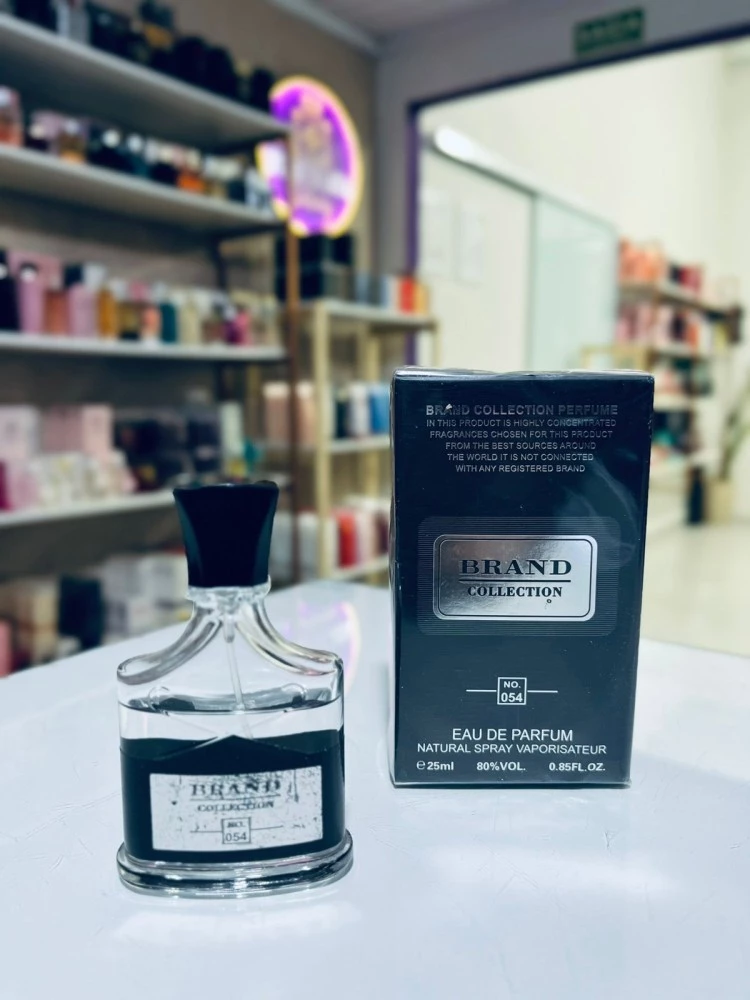 SAÍDA
BRAND COLLECTION PERFUME
IN THIS PRODUCT IS HIGHLY CONCENTRATED
FRAGRANCES CHOSEN FOR THIS PRODUCT
FROM THE BEST SOURCES AROUND
THE WORLD IT IS NOT CONNECTED
WITH ANY REGISTERED BRAND
BRAND
COLLECTION
NO.
054
EAU DE PARFUM
NATURAL SPRAY VAPORISATEUR
℮25ml 80%VOL. 0.85FL.OZ.
BRAND
COLLECTION
NO.
054